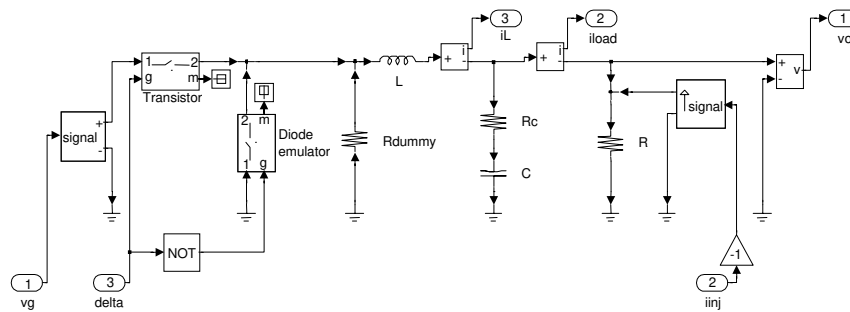 3
iL
2
iload
1
vo
1 2
g m
Transistor
+ i -
+ i -
+ - v
signal
+
-
L
2 m
1 g
Diode
emulator
Rdummy
Rc
C
R
signal
NOT
-1
1
vg
3
delta
2
iinj